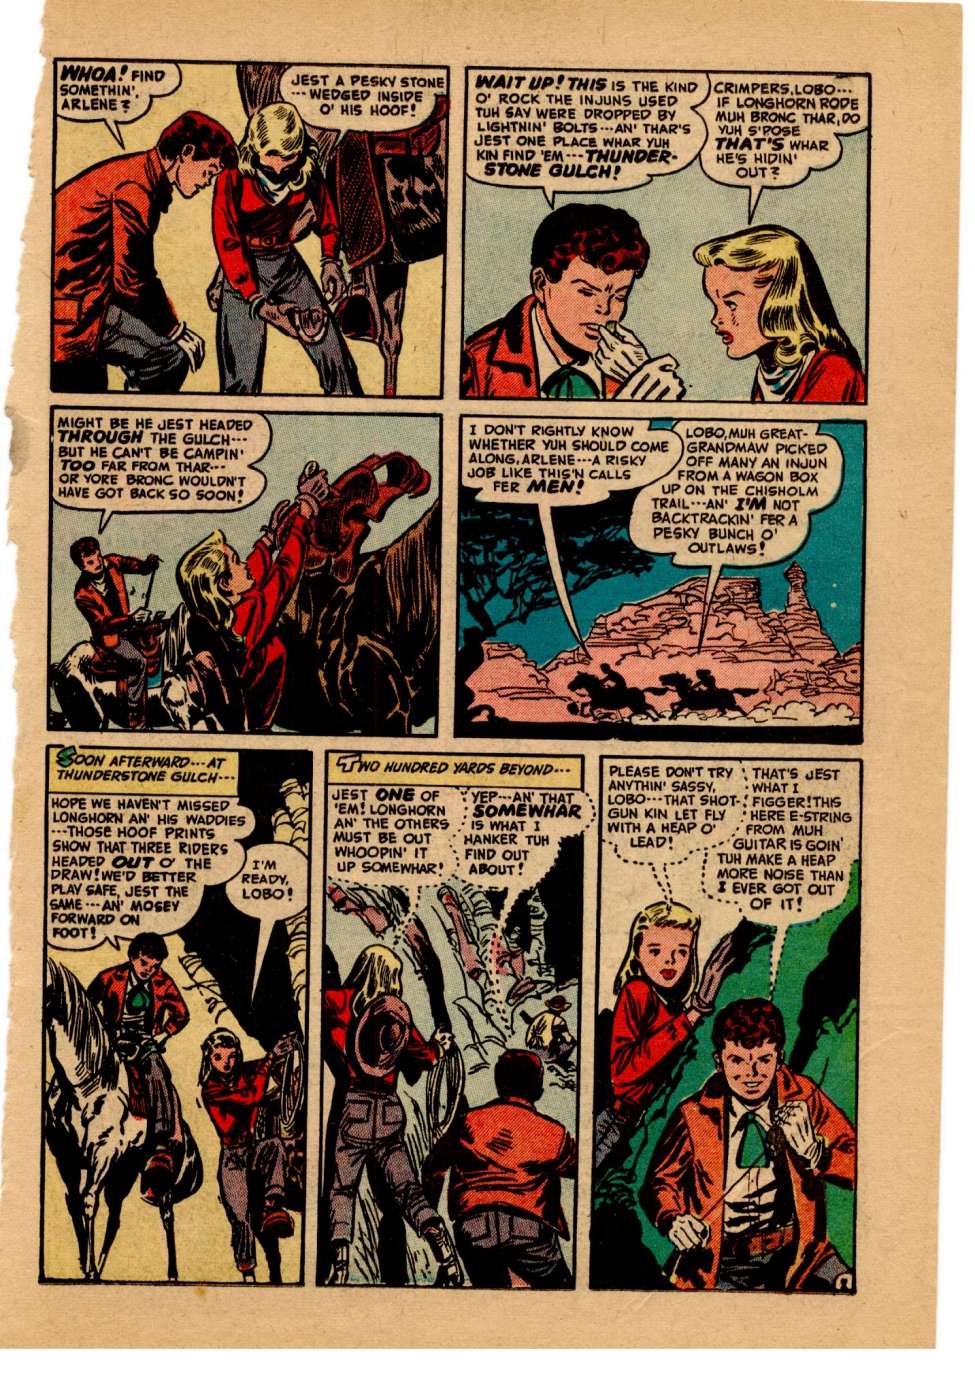 WHOA! FIND
SOMETHIN',
ARLENE?
JEST A PESKY STONE
---WEDGED INSIDE
O' HIS HOOF!
WAIT UP! THIS IS THE KIND
O' ROCK THE INJUNS USED
TUH SAY WERE DROPPED BY
LIGHTNIN' BOLTS---AN' THAR'S
JEST ONE PLACE WHAR YUH
KIN FIND 'EM---THUNDER-
STONE GULCH!
CRIMPERS, LOBO---
IF LONGHORN RODE
MUH BRONC THAR, DO
YUH S'POSE
THAT'S WHAR
HE'S HIDIN'
OUT?
MIGHT BE HE JEST HEADED
THROUGH THE GULCH---
BUT HE CAN'T BE CAMPIN'
TOO FAR FROM THAR---
OR YORE BRONC WOULDN'T
HAVE GOT BACK SO SOON!
I DON'T RIGHTLY KNOW
WHETHER YUH SHOULD COME
ALONG, ARLENE---A RISKY
JOB LIKE THIS'N CALLS
FER MEN!
LOBO, MUH GREAT-
GRANDMAW PICKED
OFF MANY AN INJUN
FROM A WAGON BOX
UP ON THE CHISHOLM
TRAIL---AN' I'M NOT
BACKTRACKIN' FER A
PESKY BUNCH O'
OUTLAWS!
SOON AFTERWARD---AT
THUNDERSTONE GULCH---
HOPE WE HAVEN'T MISSED
LONGHORN AN' HIS WADDIES
---THOSE HOOF PRINTS
SHOW THAT THREE RIDERS
HEADED OUT O' THE
DRAW! WE'D BETTER
PLAY SAFE, JEST THE
SAME---AN' MOSEY
FORWARD ON
FOOT!
I'M
READY,
LOBO!
TWO HUNDRED YARDS BEYOND---
JEST ONE OF
'EM! LONGHORN
AN' THE OTHERS
MUST BE OUT
WHOOPIN' IT
UP SOMEWHAR!
YEP---AN' THAT
SOMEWHAR
IS WHAT I
HANKER TUH
FIND OUT
ABOUT!
PLEASE DON'T TRY
ANYTHIN' SASSY,
LOBO---THAT SHOT-
GUN KIN LET FLY
WITH A HEAP O'
LEAD!
THAT'S JEST
WHAT I
FIGGER! THIS
HERE E-STRING
FROM MUH
GUITAR IS GOIN'
TUH MAKE A HEAP
MORE NOISE THAN
I EVER GOT OUT
OF IT!